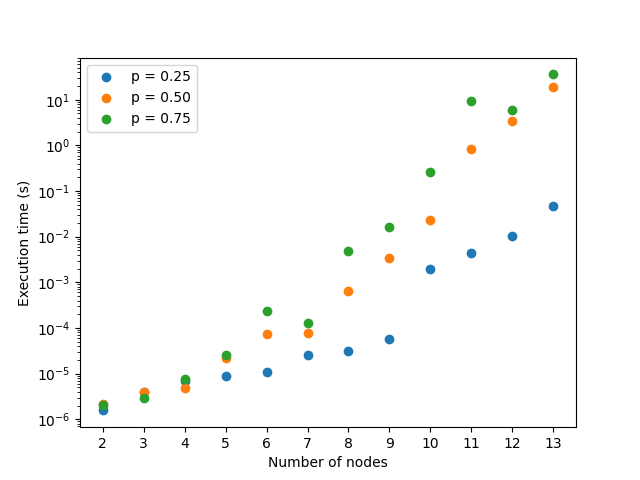 p = 0.25
p = 0.50
p = 0.75
10¹
10⁰
10⁻¹
10⁻²
10⁻³
10⁻⁴
10⁻⁵
10⁻⁶
Execution time (s)
2 3 4 5 6 7 8 9 10 11 12 13
Number of nodes